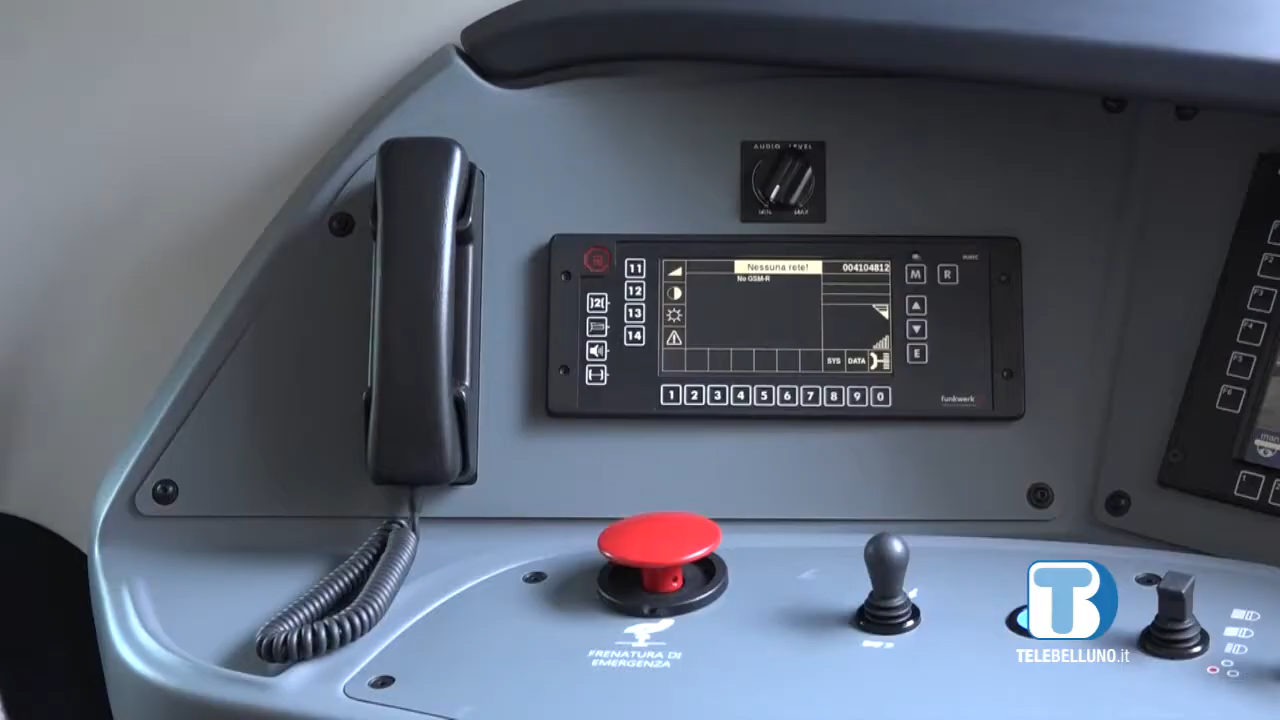 AUDIO LEVEL
MIN MAX
11
12
13
14
Nessuna rete! 004104812
No GSM-R
SYS DATA
M R
E
1 2 3 4 5 6 7 8 9 0
funkwerk
FRENATURA DI
EMERGENZA
TELEBELLUNO.it